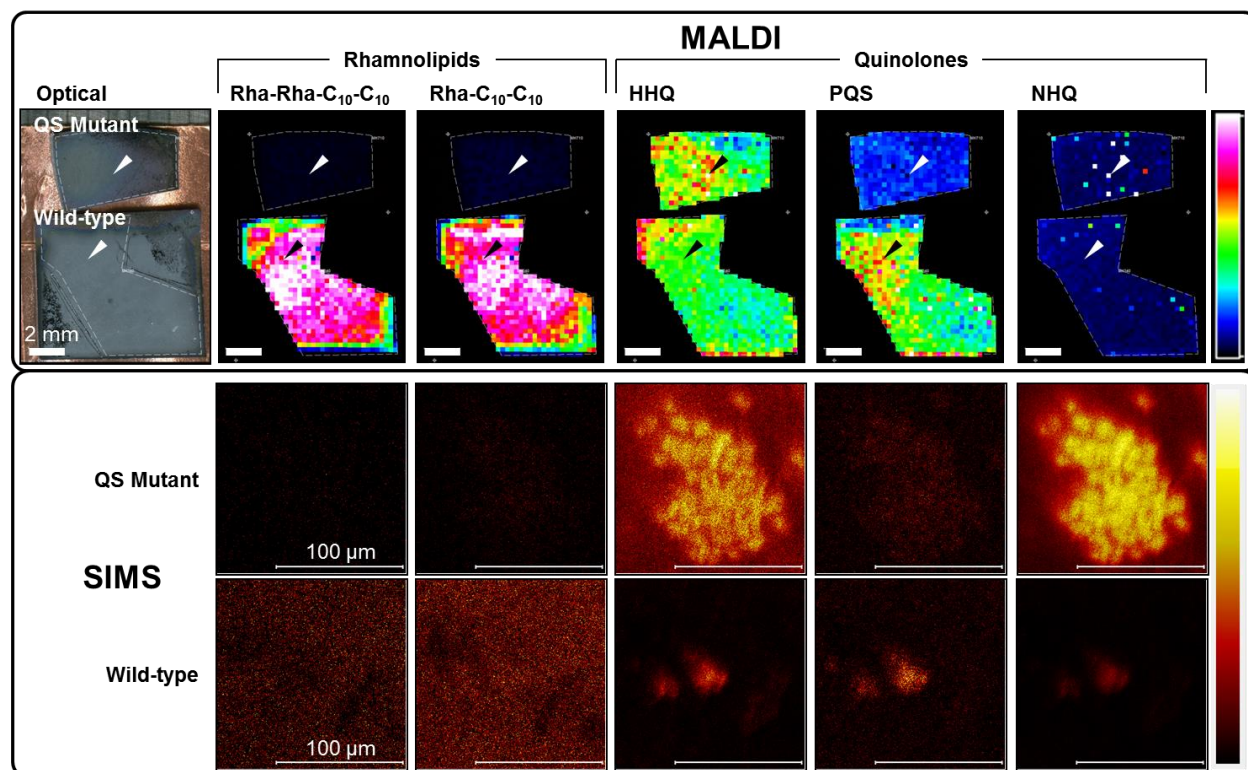 MALDI
Rhamnolipids
Quinolones
Optical
Rha-Rha-C₁₀-C₁₀
Rha-C₁₀-C₁₀
HHQ
PQS
NHQ
QS Mutant
Wild-type
2 mm
SIMS
QS Mutant
100 µm
Wild-type
100 µm